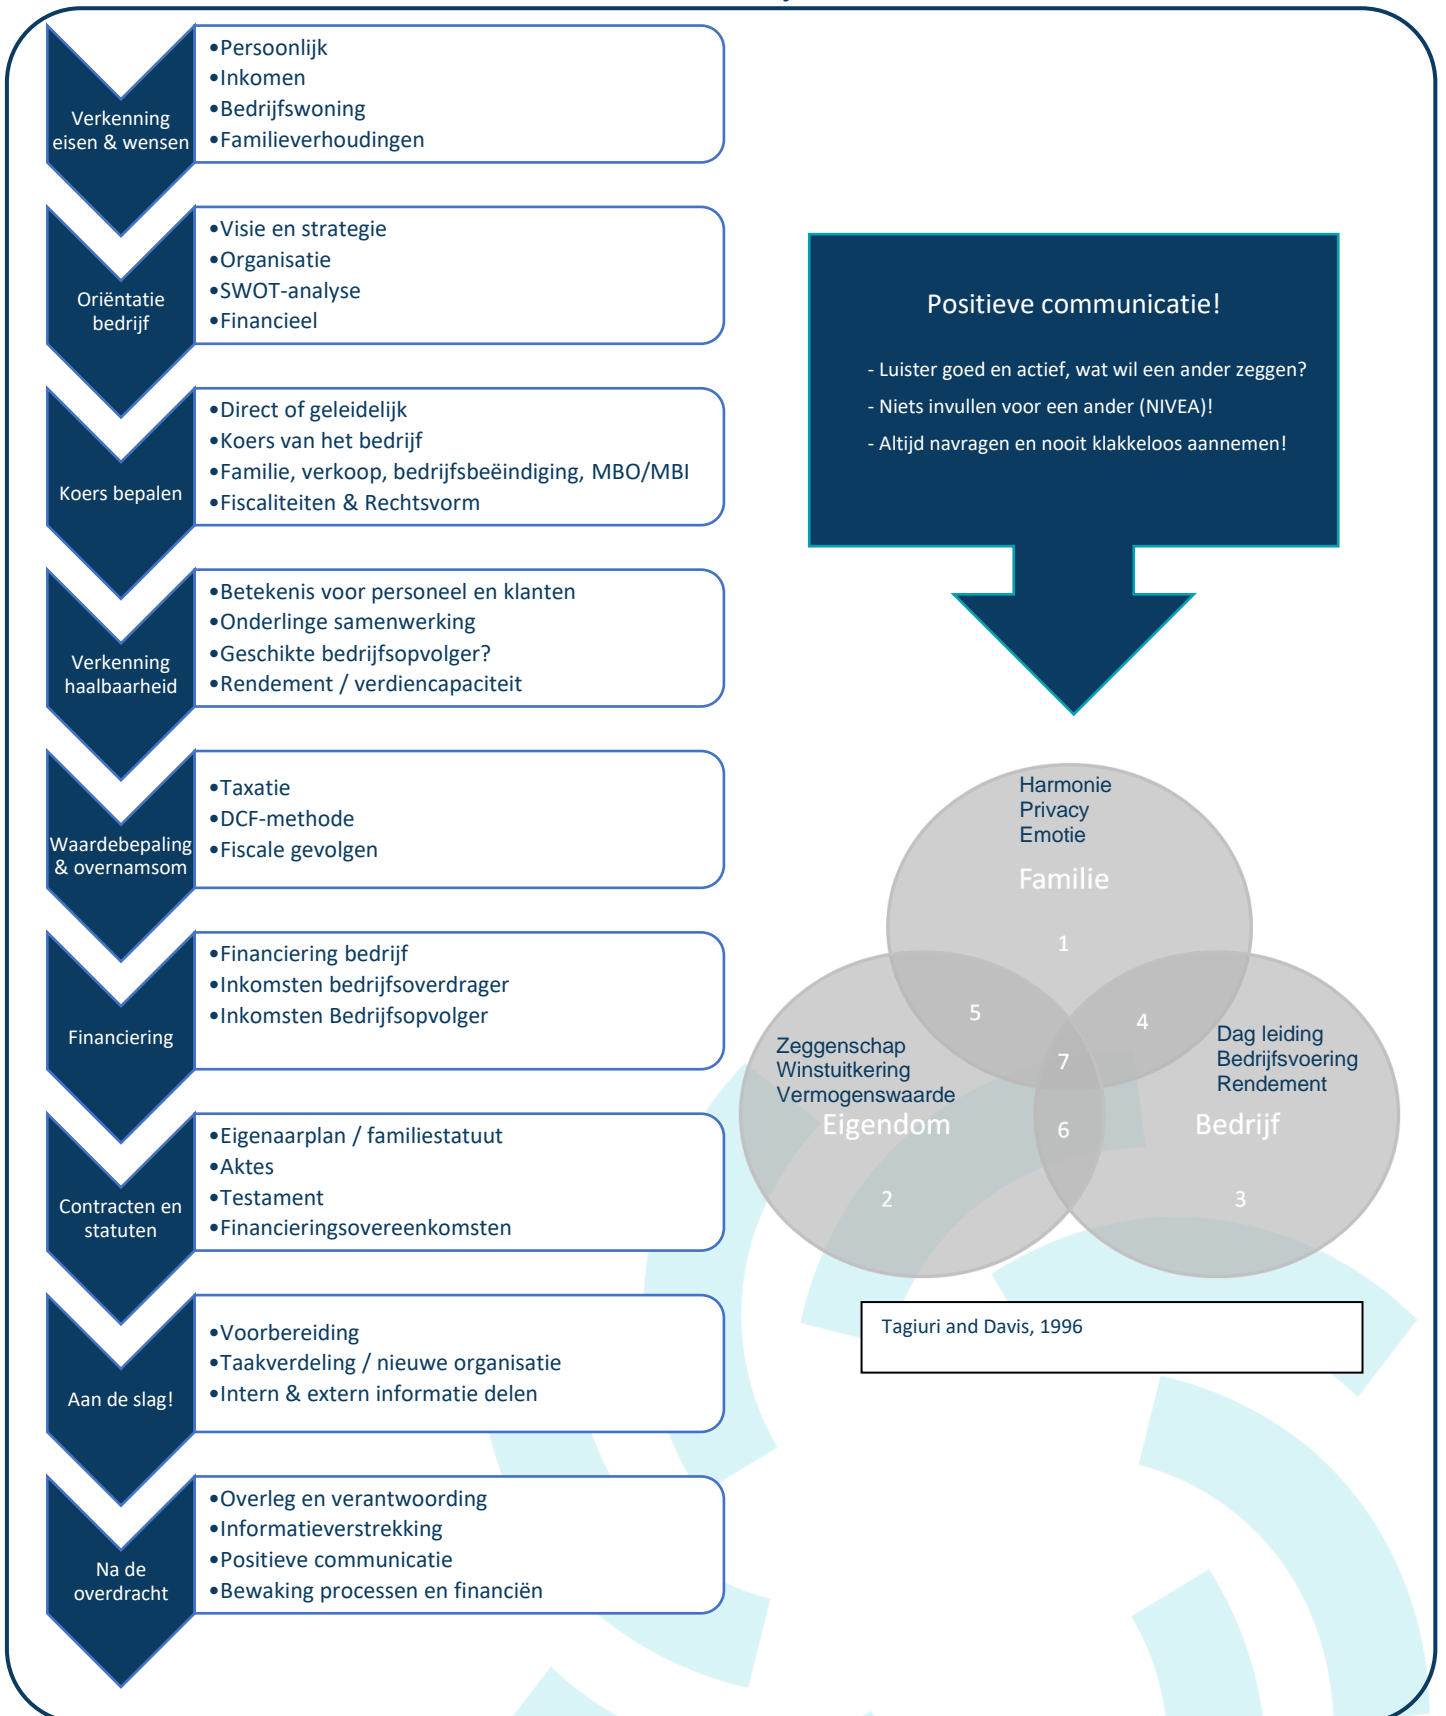 Verkenning
eisen & wensen
•Persoonlijk
•Inkomen
•Bedrijfswoning
•Familieverhoudingen
Oriëntatie
bedrijf
•Visie en strategie
•Organisatie
•SWOT-analyse
•Financieel
Koers bepalen
•Direct of geleidelijk
•Koers van het bedrijf
•Familie, verkoop, bedrijfsbeëindiging, MBO/MBI
•Fiscaliteiten & Rechtsvorm
Verkenning
haalbaarheid
•Betekenis voor personeel en klanten
•Onderlinge samenwerking
•Geschikte bedrijfsopvolger?
•Rendement / verdiencapaciteit
Waardebepaling
& overnamsom
•Taxatie
•DCF-methode
•Fiscale gevolgen
Financiering
•Financiering bedrijf
•Inkomsten bedrijfsoverdrager
•Inkomsten Bedrijfsopvolger
Contracten en
statuten
•Eigenaarplan / familiestatuut
•Aktes
•Testament
•Financieringsovereenkomsten
Aan de slag!
•Voorbereiding
•Taakverdeling / nieuwe organisatie
•Intern & extern informatie delen
Na de
overdracht
•Overleg en verantwoording
•Informatieverstrekking
•Positieve communicatie
•Bewaking processen en financiën
Positieve communicatie!
- Luister goed en actief, wat wil een ander zeggen?
- Niets invullen voor een ander (NIVEA)!
- Altijd navragen en nooit klakkeloos aannemen!
Harmonie
Privacy
Emotie
Familie
1
5
4
7
6
Zeggenschap
Winstuitkering
Vermogenswaarde
Eigendom
2
Dag leiding
Bedrijfsvoering
Rendement
Bedrijf
3
Tagiuri and Davis, 1996